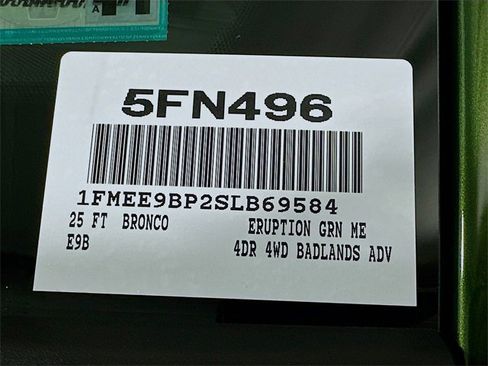 5FN496
1FMEE9BP2SLB69584
25 FT BRONCO ERUPTION GRN ME
E9B 4DR 4WD BADLANDS ADV